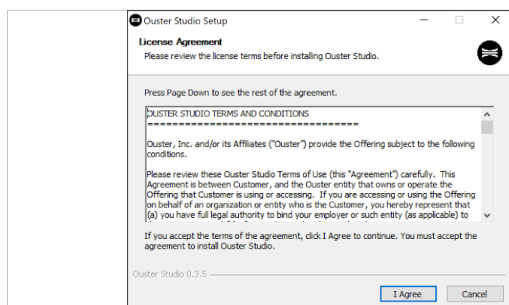 Ouster Studio Setup
License Agreement
Please review the license terms before installing Ouster Studio.
Press Page Down to see the rest of the agreement.
OUSTER STUDIO TERMS AND CONDITIONS
==================================
Ouster, Inc. and/or its Affiliates ("Ouster") provide the Offering subject to the following
conditions.
Please review these Ouster Studio Terms of Use (this "Agreement") carefully. This
Agreement is between Customer, and the Ouster entity that owns or operate the
Offering that Customer is using or accessing. If you are accessing or using the Offering
on behalf of an organization or entity who is the Customer, you hereby represent that
(a) you have full legal authority to bind your employer or such entity (as applicable) to
If you accept the terms of the agreement, click I Agree to continue. You must accept the
agreement to install Ouster Studio.
Ouster Studio 0.3.5
I Agree
Cancel